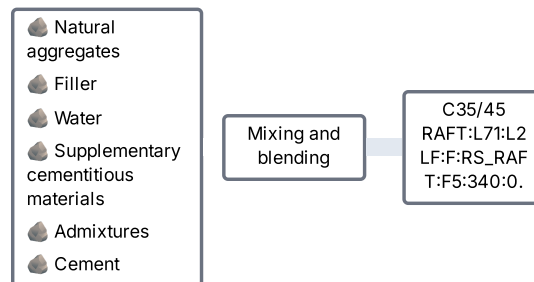 Natural
aggregates
Filler
Water
Supplementary
cementitious
materials
Admixtures
Cement
Mixing and
blending
C35/45
RAFT:L71:L2
LF:F:RS_RAF
T:F5:340:0.